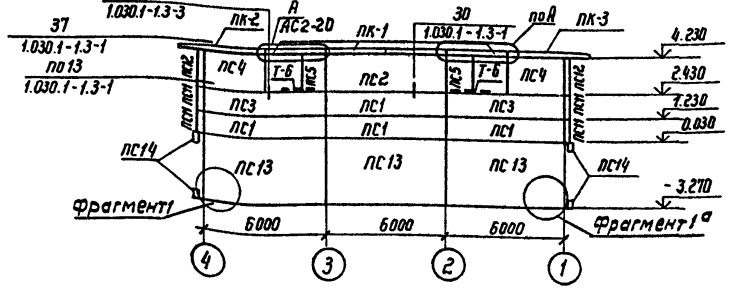 1.030.1-1.3-3
А
АС2-20
30
1.030.1-1.3-1
по А
пк-3
37
1.030.1-1.3-1
пк-2
пк-1
4.230
по 13
1.030.1-1.3-1
пс4
Т-6
пс5
пс2
пс5
Т-6
пс4
2.430
пс11 пс11 пс12
пс11 пс11 пс12
пс3
пс1
пс3
1.230
пс1
пс1
пс1
0.030
пс14
пс13
пс13
пс13
пс14
-3.270
Фрагмент1
Фрагмент1а
6000
6000
6000
4
3
2
1